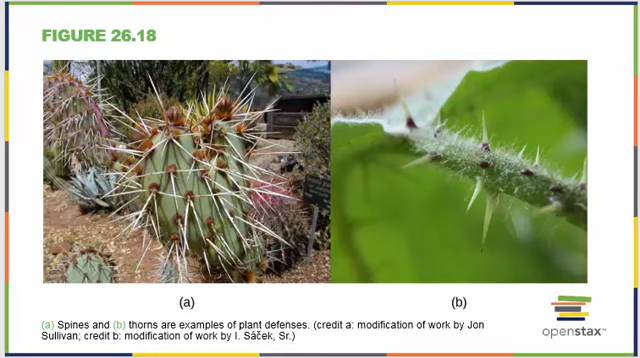 FIGURE 26.18
(a)
(b)
(a) Spines and (b) thorns are examples of plant defenses. (credit a: modification of work by Jon
Sullivan; credit b: modification of work by I. Sáček, Sr.)
openstax™